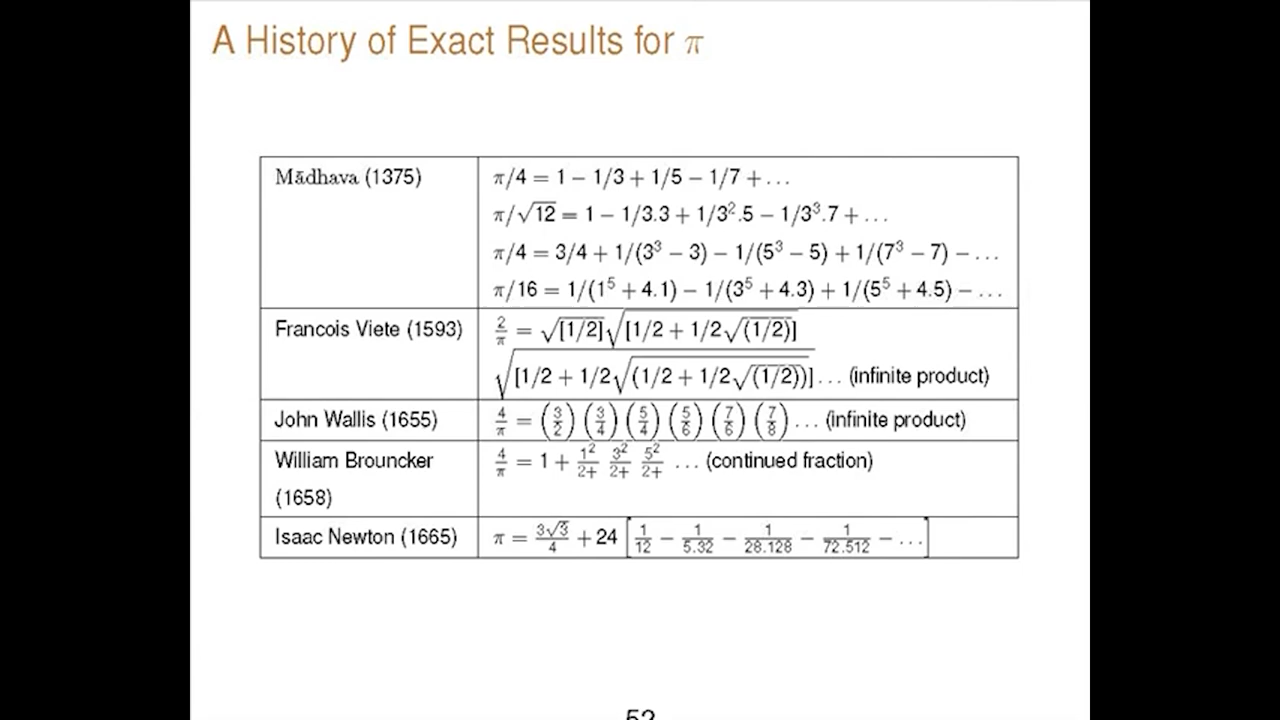 A History of Exact Results for π
Mādhava (1375)
π/4 = 1 − 1/3 + 1/5 − 1/7 + ...
π/√12 = 1 − 1/3.3 + 1/3².5 − 1/3³.7 + ...
π/4 = 3/4 + 1/(3³ − 3) − 1/(5³ − 5) + 1/(7³ − 7) − ...
π/16 = 1/(1⁵ + 4.1) − 1/(3⁵ + 4.3) + 1/(5⁵ + 4.5) − ...
Francois Viete (1593)
2/π = √[1/2] √[1/2 + 1/2√(1/2)]
√[1/2 + 1/2√(1/2 + 1/2√(1/2))] ... (infinite product)
John Wallis (1655)
4/π = (3/2) (3/4) (5/4) (5/6) (7/6) (7/8) ... (infinite product)
William Brouncker
(1658)
4/π = 1 + 1²/2+ 3²/2+ 5²/2+ ... (continued fraction)
Isaac Newton (1665)
π = 3√3/4 + 24 [1/12 − 1/5.32 − 1/28.128 − 1/72.512 − ...]
52